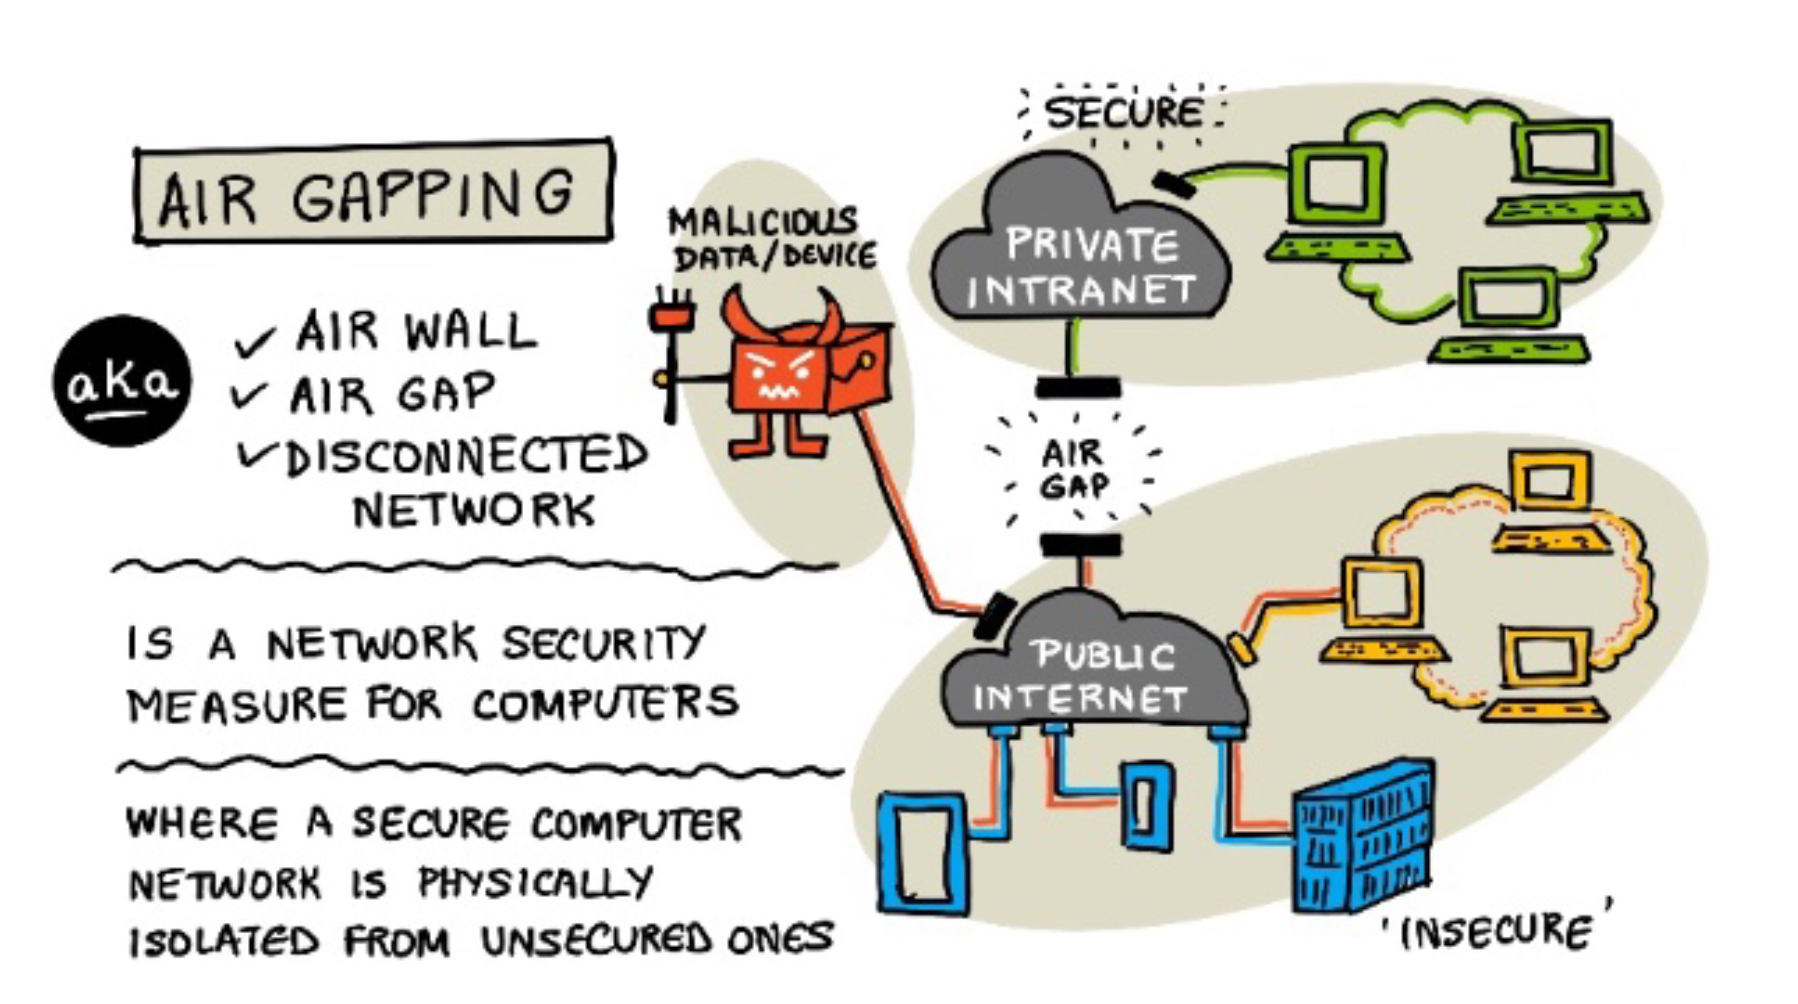 AIR GAPPING
aKa
✓ AIR WALL
✓ AIR GAP
✓ DISCONNECTED
NETWORK
IS A NETWORK SECURITY
MEASURE FOR COMPUTERS
WHERE A SECURE COMPUTER
NETWORK IS PHYSICALLY
ISOLATED FROM UNSECURED ONES
MALICIOUS
DATA/DEVICE
SECURE
PRIVATE
INTRANET
AIR
GAP
PUBLIC
INTERNET
'INSECURE'